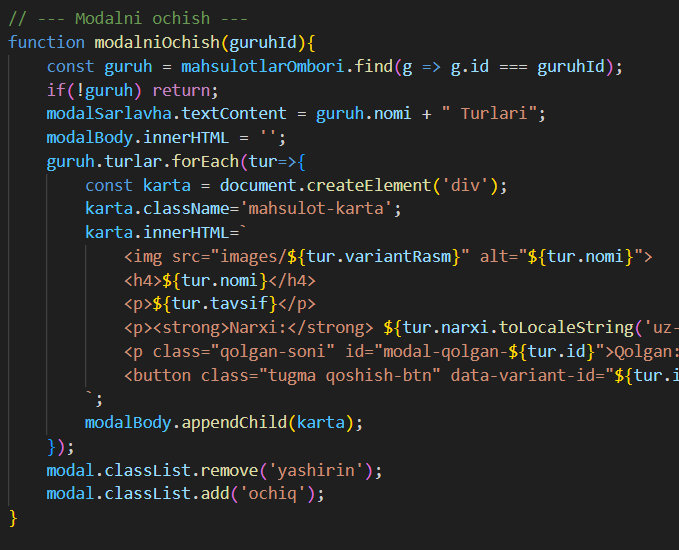 // --- Modalni ochish ---
function modalniOchish(guruhId){
    const guruh = mahsulotlarOmbori.find(g => g.id === guruhId);
    if(!guruh) return;
    modalSarlavha.textContent = guruh.nomi + " Turlari";
    modalBody.innerHTML = '';
    guruh.turlar.forEach(tur=>{
        const karta = document.createElement('div');
        karta.className='mahsulot-karta';
        karta.innerHTML=`
            <img src="images/${tur.variantRasm}" alt="${tur.nomi}">
            <h4>${tur.nomi}</h4>
            <p>${tur.tavsif}</p>
            <p><strong>Narxi:</strong> ${tur.narxi.toLocaleString('uz-
            <p class="qolgan-soni" id="modal-qolgan-${tur.id}">Qolgan:
            <button class="tugma qoshish-btn" data-variant-id="${tur.i
        `;
        modalBody.appendChild(karta);
    });
    modal.classList.remove('yashirin');
    modal.classList.add('ochiq');
}